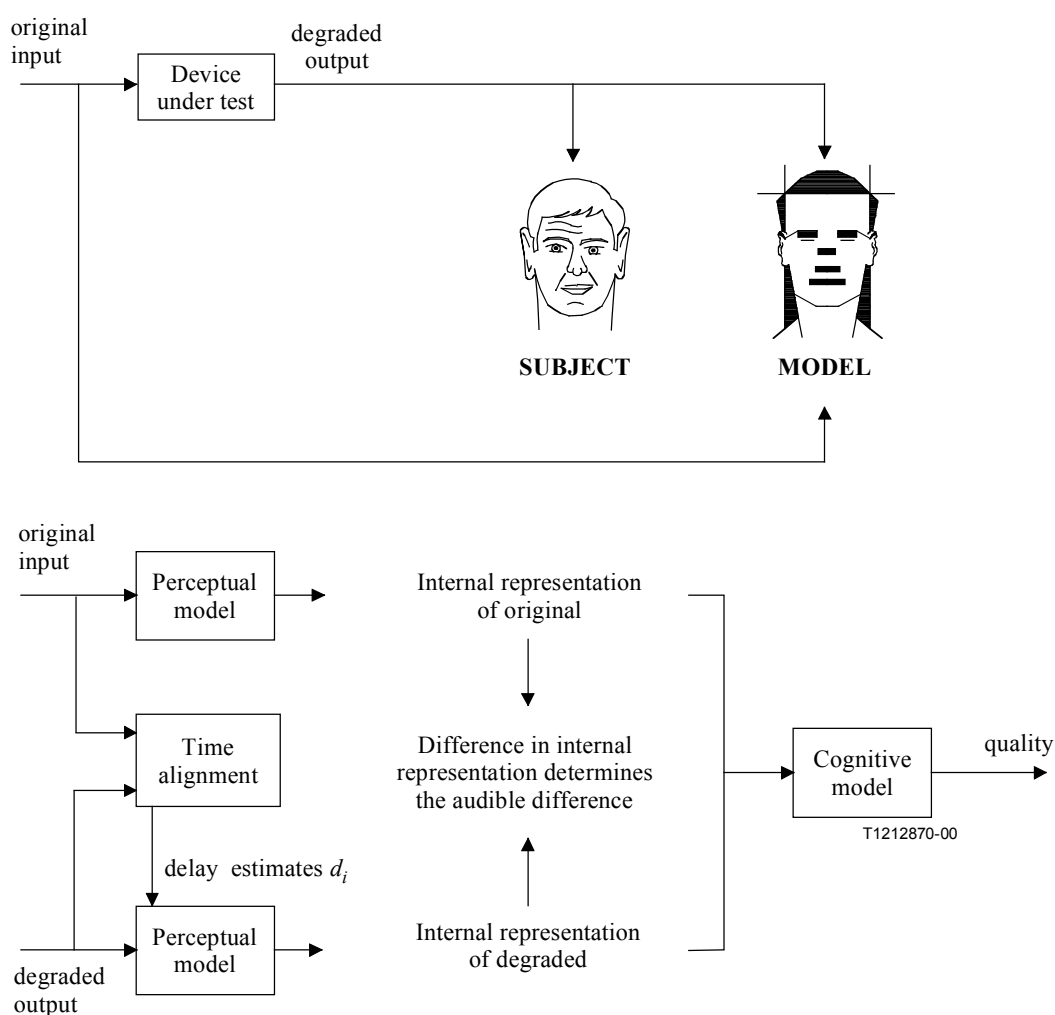 original
input
Device
under test
degraded
output
SUBJECT
MODEL
original
input
Perceptual
model
Internal representation
of original
Time
alignment
Difference in internal
representation determines
the audible difference
Cognitive
model
quality
T1212870-00
delay estimates di
Perceptual
model
Internal representation
of degraded
degraded
output